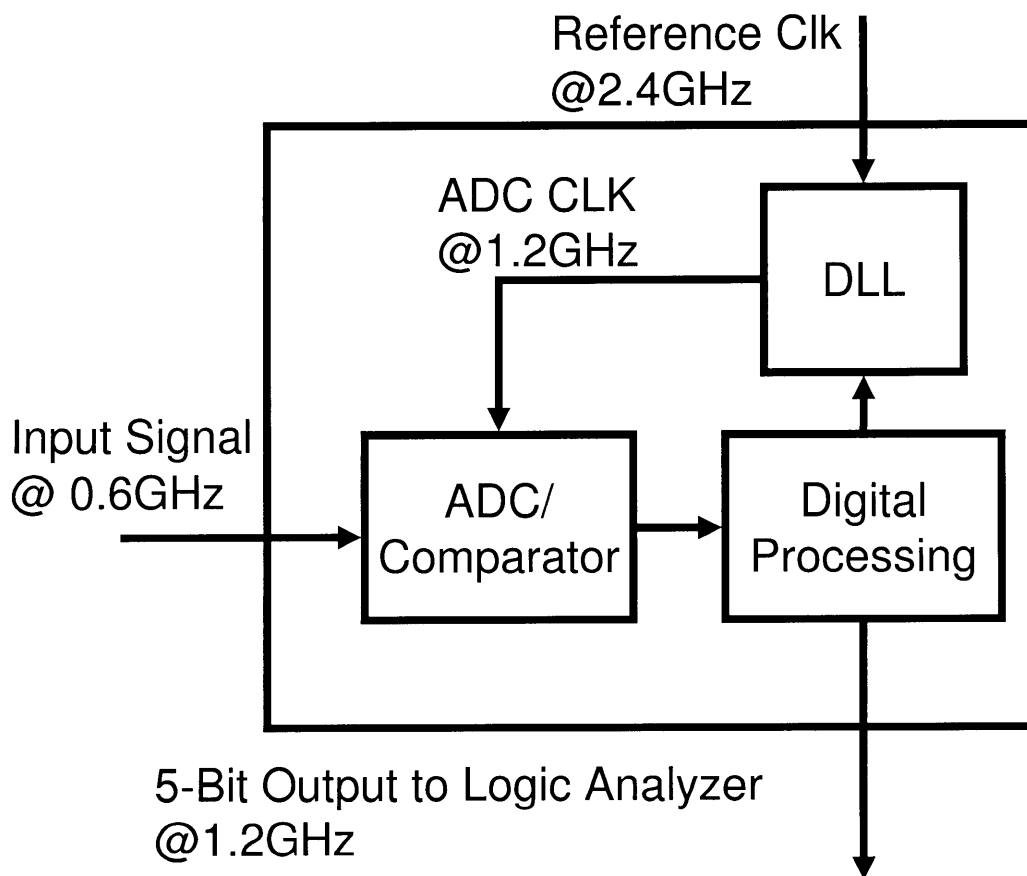 Reference Clk
@2.4GHz
ADC CLK
@1.2GHz
DLL
Input Signal
@ 0.6GHz
ADC/
Comparator
Digital
Processing
5-Bit Output to Logic Analyzer
@1.2GHz